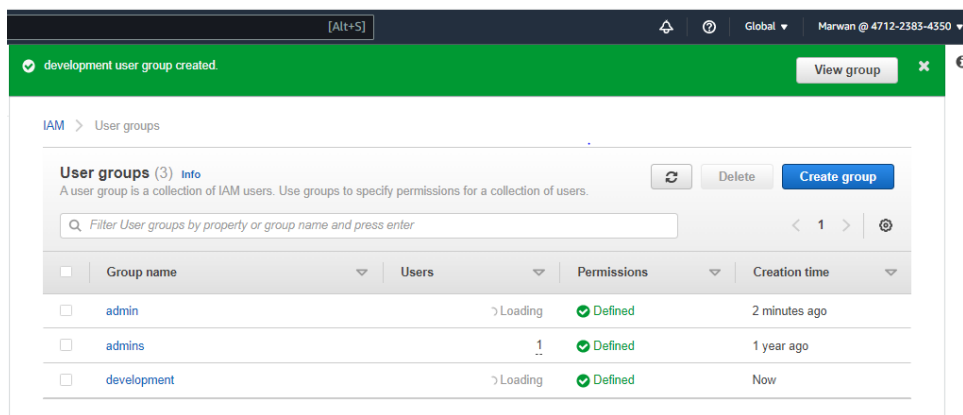 [Alt+S]
Global
Marwan @ 4712-2383-4350
development user group created.
View group
IAM > User groups
User groups (3) Info
A user group is a collection of IAM users. Use groups to specify permissions for a collection of users.
Delete
Create group
Filter User groups by property or group name and press enter
1
Group name Users Permissions Creation time
admin Loading Defined 2 minutes ago
admins 1 Defined 1 year ago
development Loading Defined Now